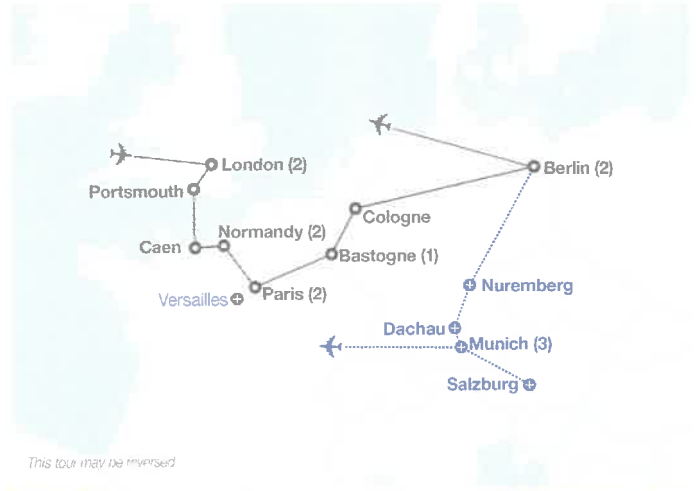 London (2)
Berlin (2)
Portsmouth
Cologne
Normandy (2)
Caen
Bastogne (1)
Paris (2)
Versailles
Nuremberg
Dachau
Munich (3)
Salzburg
This tour may be reversed